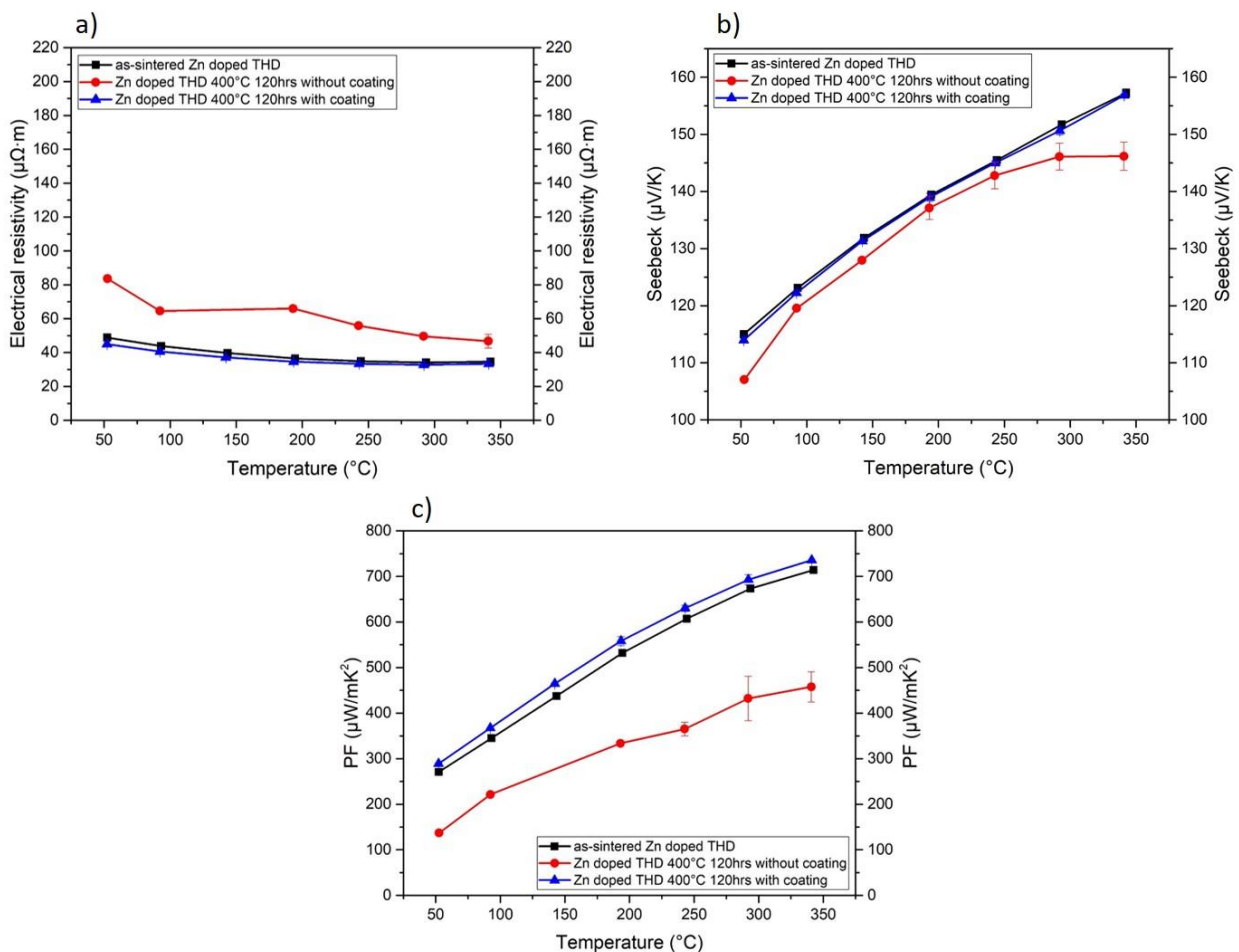 a)
220
200
180
160
140
120
100
80
60
40
20
0
Electrical resistivity (μΩ·m)
as-sintered Zn doped THD
Zn doped THD 400°C 120hrs without coating
Zn doped THD 400°C 120hrs with coating
220
200
180
160
140
120
100
80
60
40
20
0
Electrical resistivity (μΩ·m)
50 100 150 200 250 300 350
Temperature (°C)
b)
160
150
140
130
120
110
100
Seebeck (μV/K)
as-sintered Zn doped THD
Zn doped THD 400°C 120hrs without coating
Zn doped THD 400°C 120hrs with coating
160
150
140
130
120
110
100
Seebeck (μV/K)
50 100 150 200 250 300 350
Temperature (°C)
c)
800
700
600
500
400
300
200
100
0
PF (μW/mK²)
800
700
600
500
400
300
200
100
0
PF (μW/mK²)
as-sintered Zn doped THD
Zn doped THD 400°C 120hrs without coating
Zn doped THD 400°C 120hrs with coating
50 100 150 200 250 300 350
Temperature (°C)